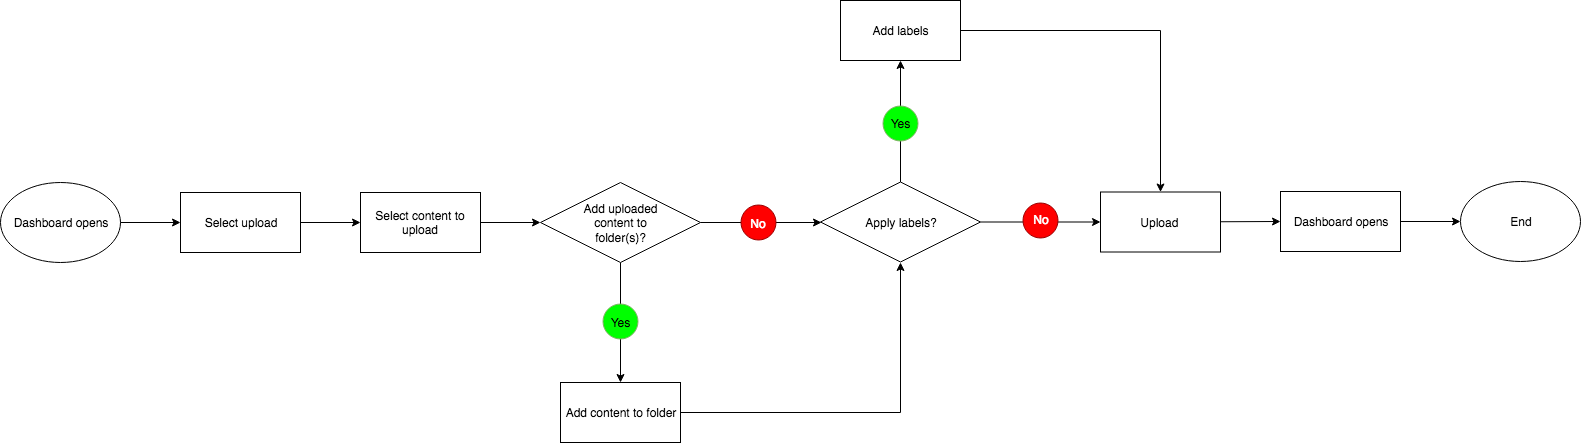 Dashboard opens
Select upload
Select content to
upload
Add uploaded
content to
folder(s)?
No
Yes
Add content to folder
Apply labels?
Yes
Add labels
No
Upload
Dashboard opens
End